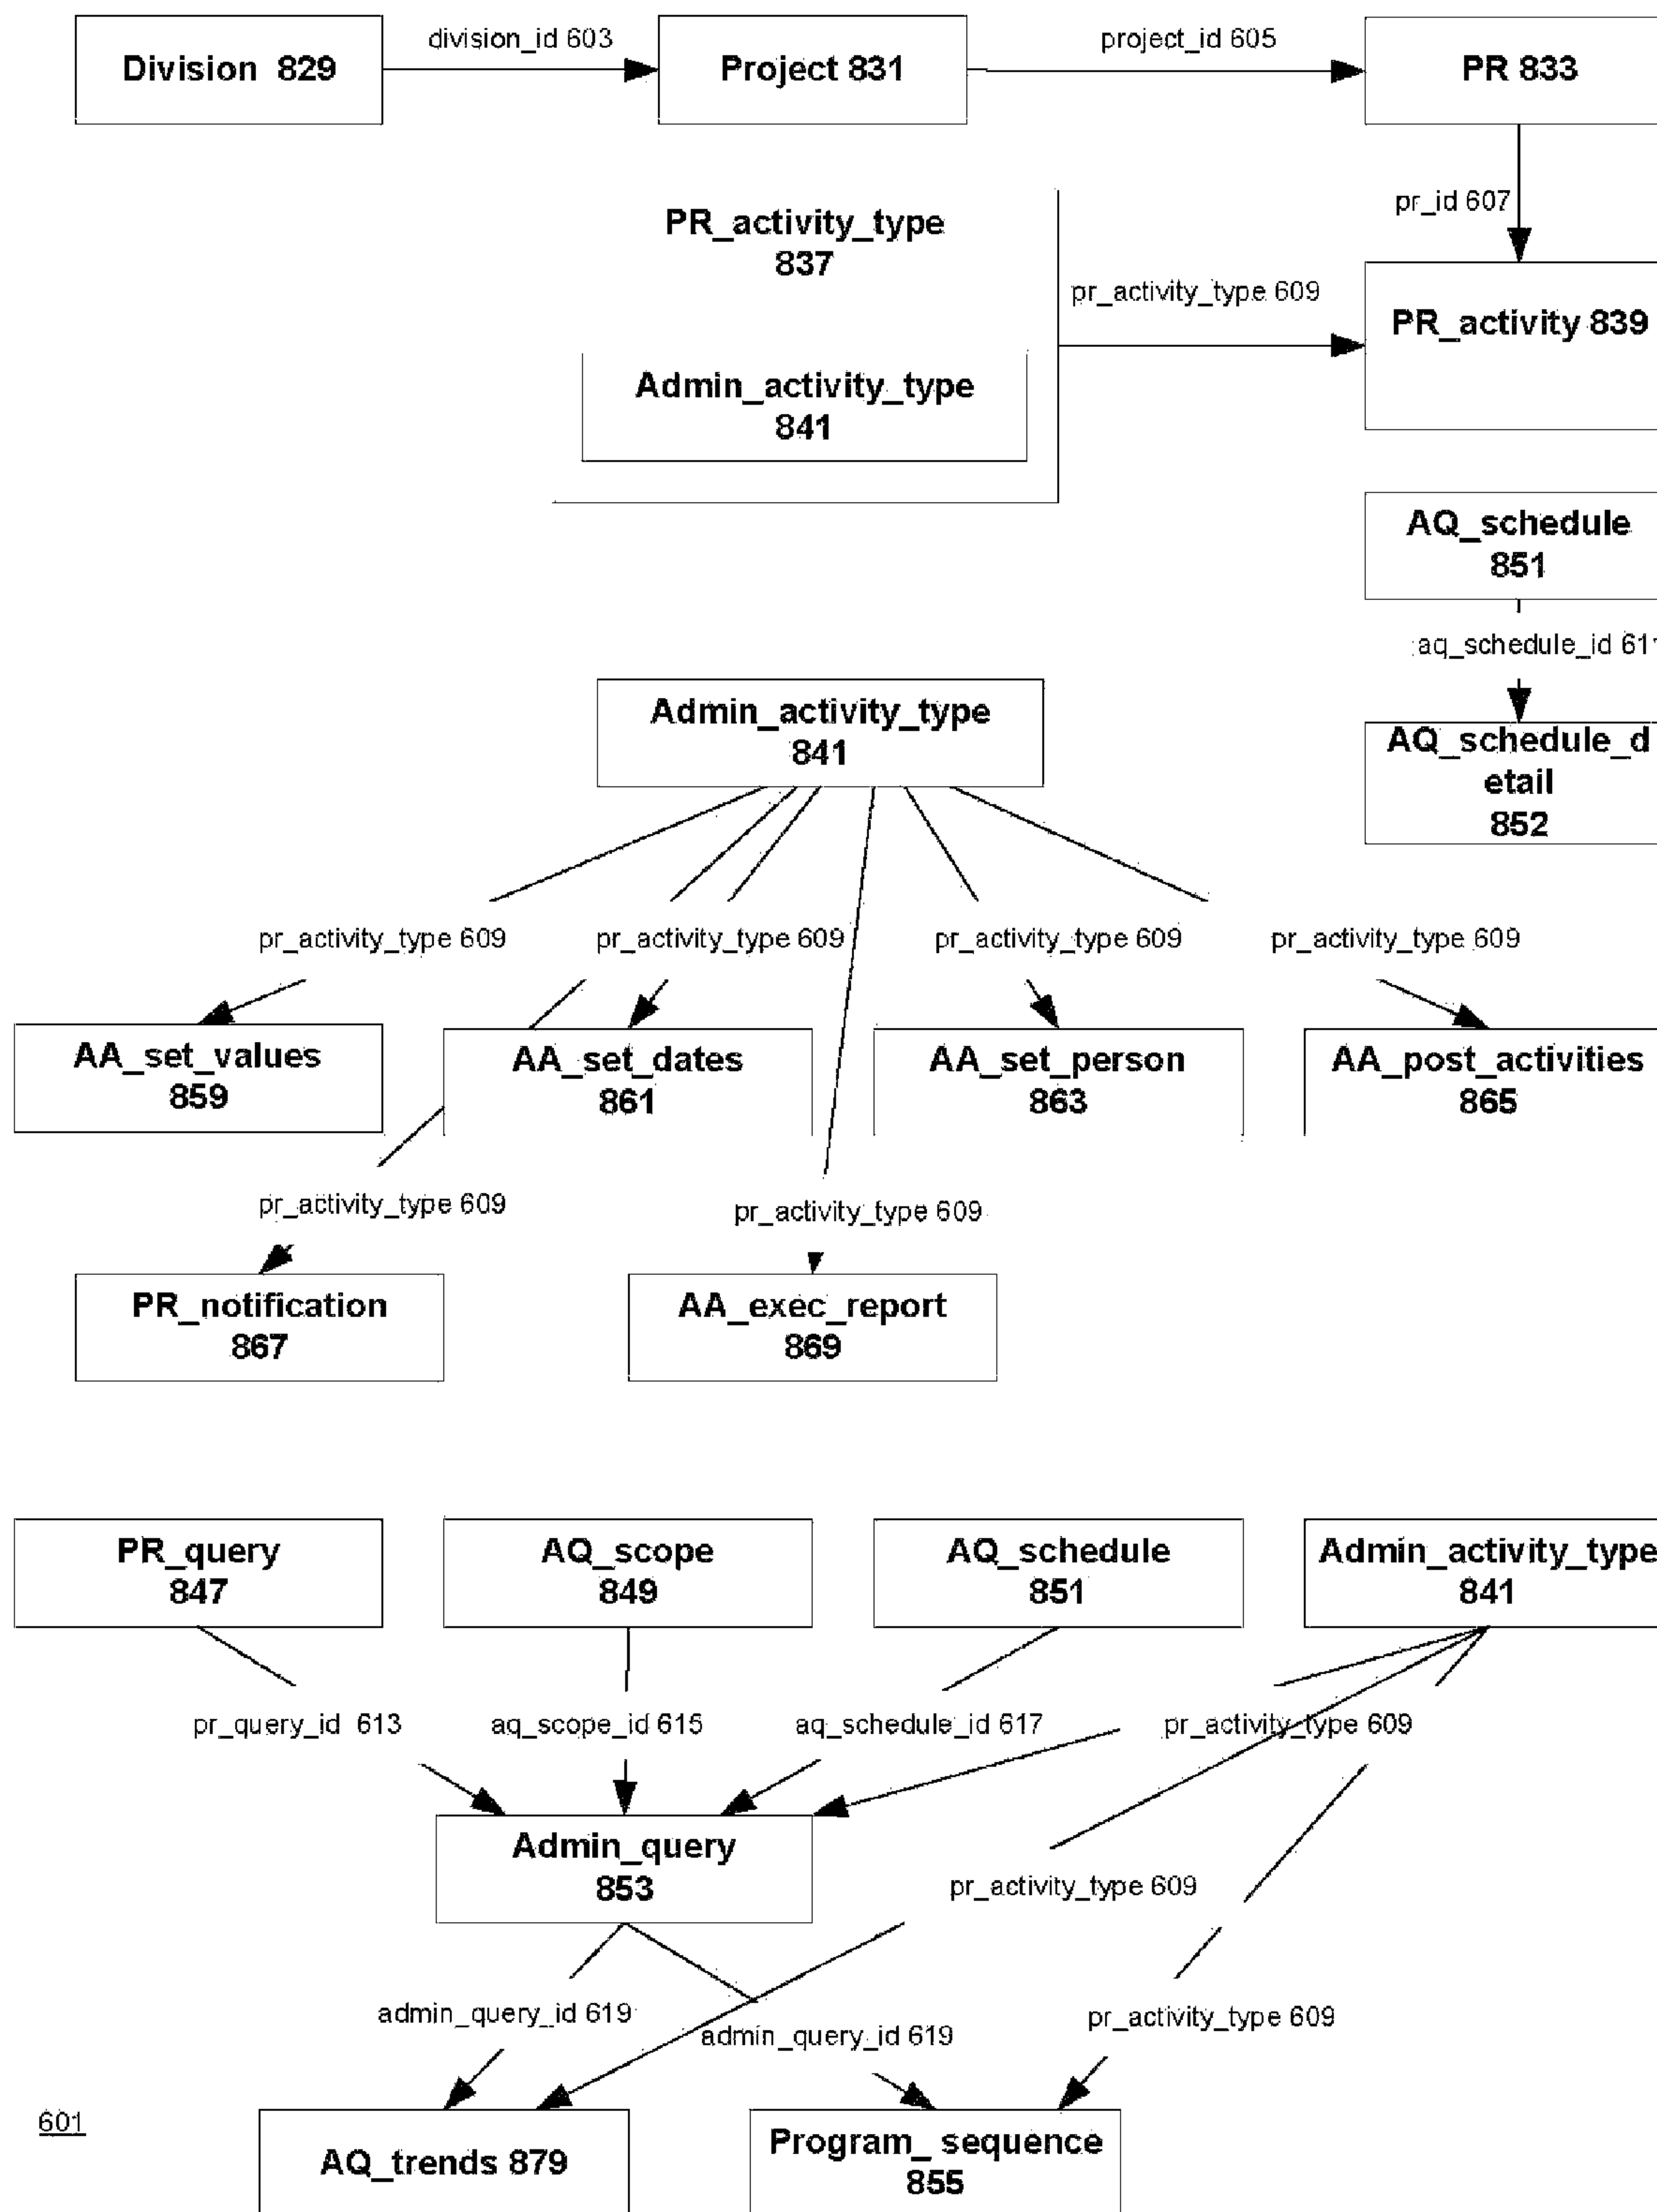 Division 829
division_id 603
Project 831
project_id 605
PR 833
pr_id 607
PR_activity_type
837
pr_activity_type 609
PR_activity 839
Admin_activity_type
841
AQ_schedule
851
aq_schedule_id 611
AQ_schedule_d
etail
852
Admin_activity_type
841
pr_activity_type 609
pr_activity_type 609
pr_activity_type 609
pr_activity_type 609
AA_set_values
859
AA_set_dates
861
AA_set_person
863
AA_post_activities
865
pr_activity_type 609
pr_activity_type 609
PR_notification
867
AA_exec_report
869
PR_query
847
AQ_scope
849
AQ_schedule
851
Admin_activity_type
841
pr_query_id 613
aq_scope_id 615
aq_schedule_id 617
pr_activity_type 609
Admin_query
853
pr_activity_type 609
admin_query_id 619
admin_query_id 619
pr_activity_type 609
601
AQ_trends 879
Program_ sequence
855